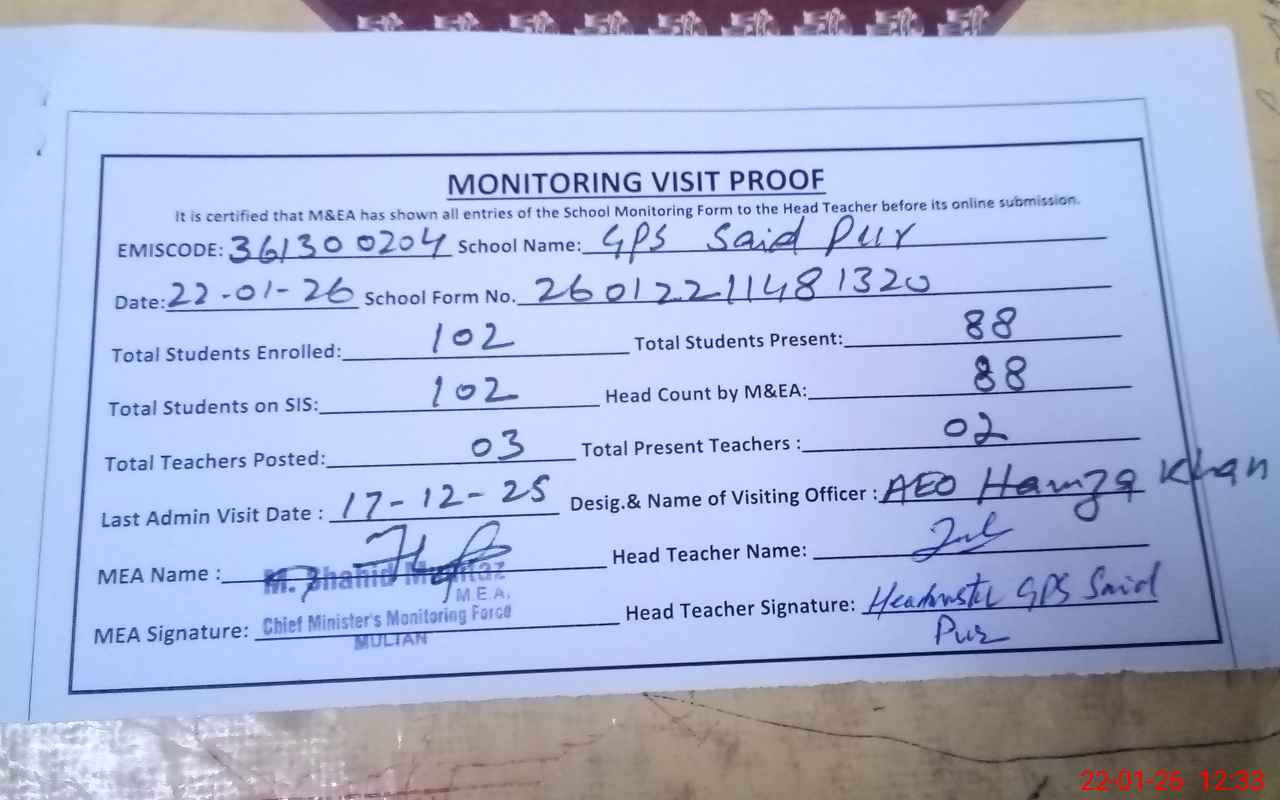 MONITORING VISIT PROOF
It is certified that M&EA has shown all entries of the School Monitoring Form to the Head Teacher before its online submission.
EMISCODE: 361300204 School Name: GPS Said Pur
Date: 22-01-26 School Form No. 2601221148 1320
Total Students Enrolled: 102 Total Students Present: 88
Total Students on SIS: 102 Head Count by M&EA: 88
Total Teachers Posted: 03 Total Present Teachers : 02
Last Admin Visit Date : 17-12-25 Desig.& Name of Visiting Officer : AEO Hamza Khan
MEA Name : M. Shahid Mumtaz Head Teacher Name:
M.E.A.
MEA Signature: Chief Minister's Monitoring Force Head Teacher Signature: Headmaster GPS Said
MULTAN Pur
22-01-26 12:33